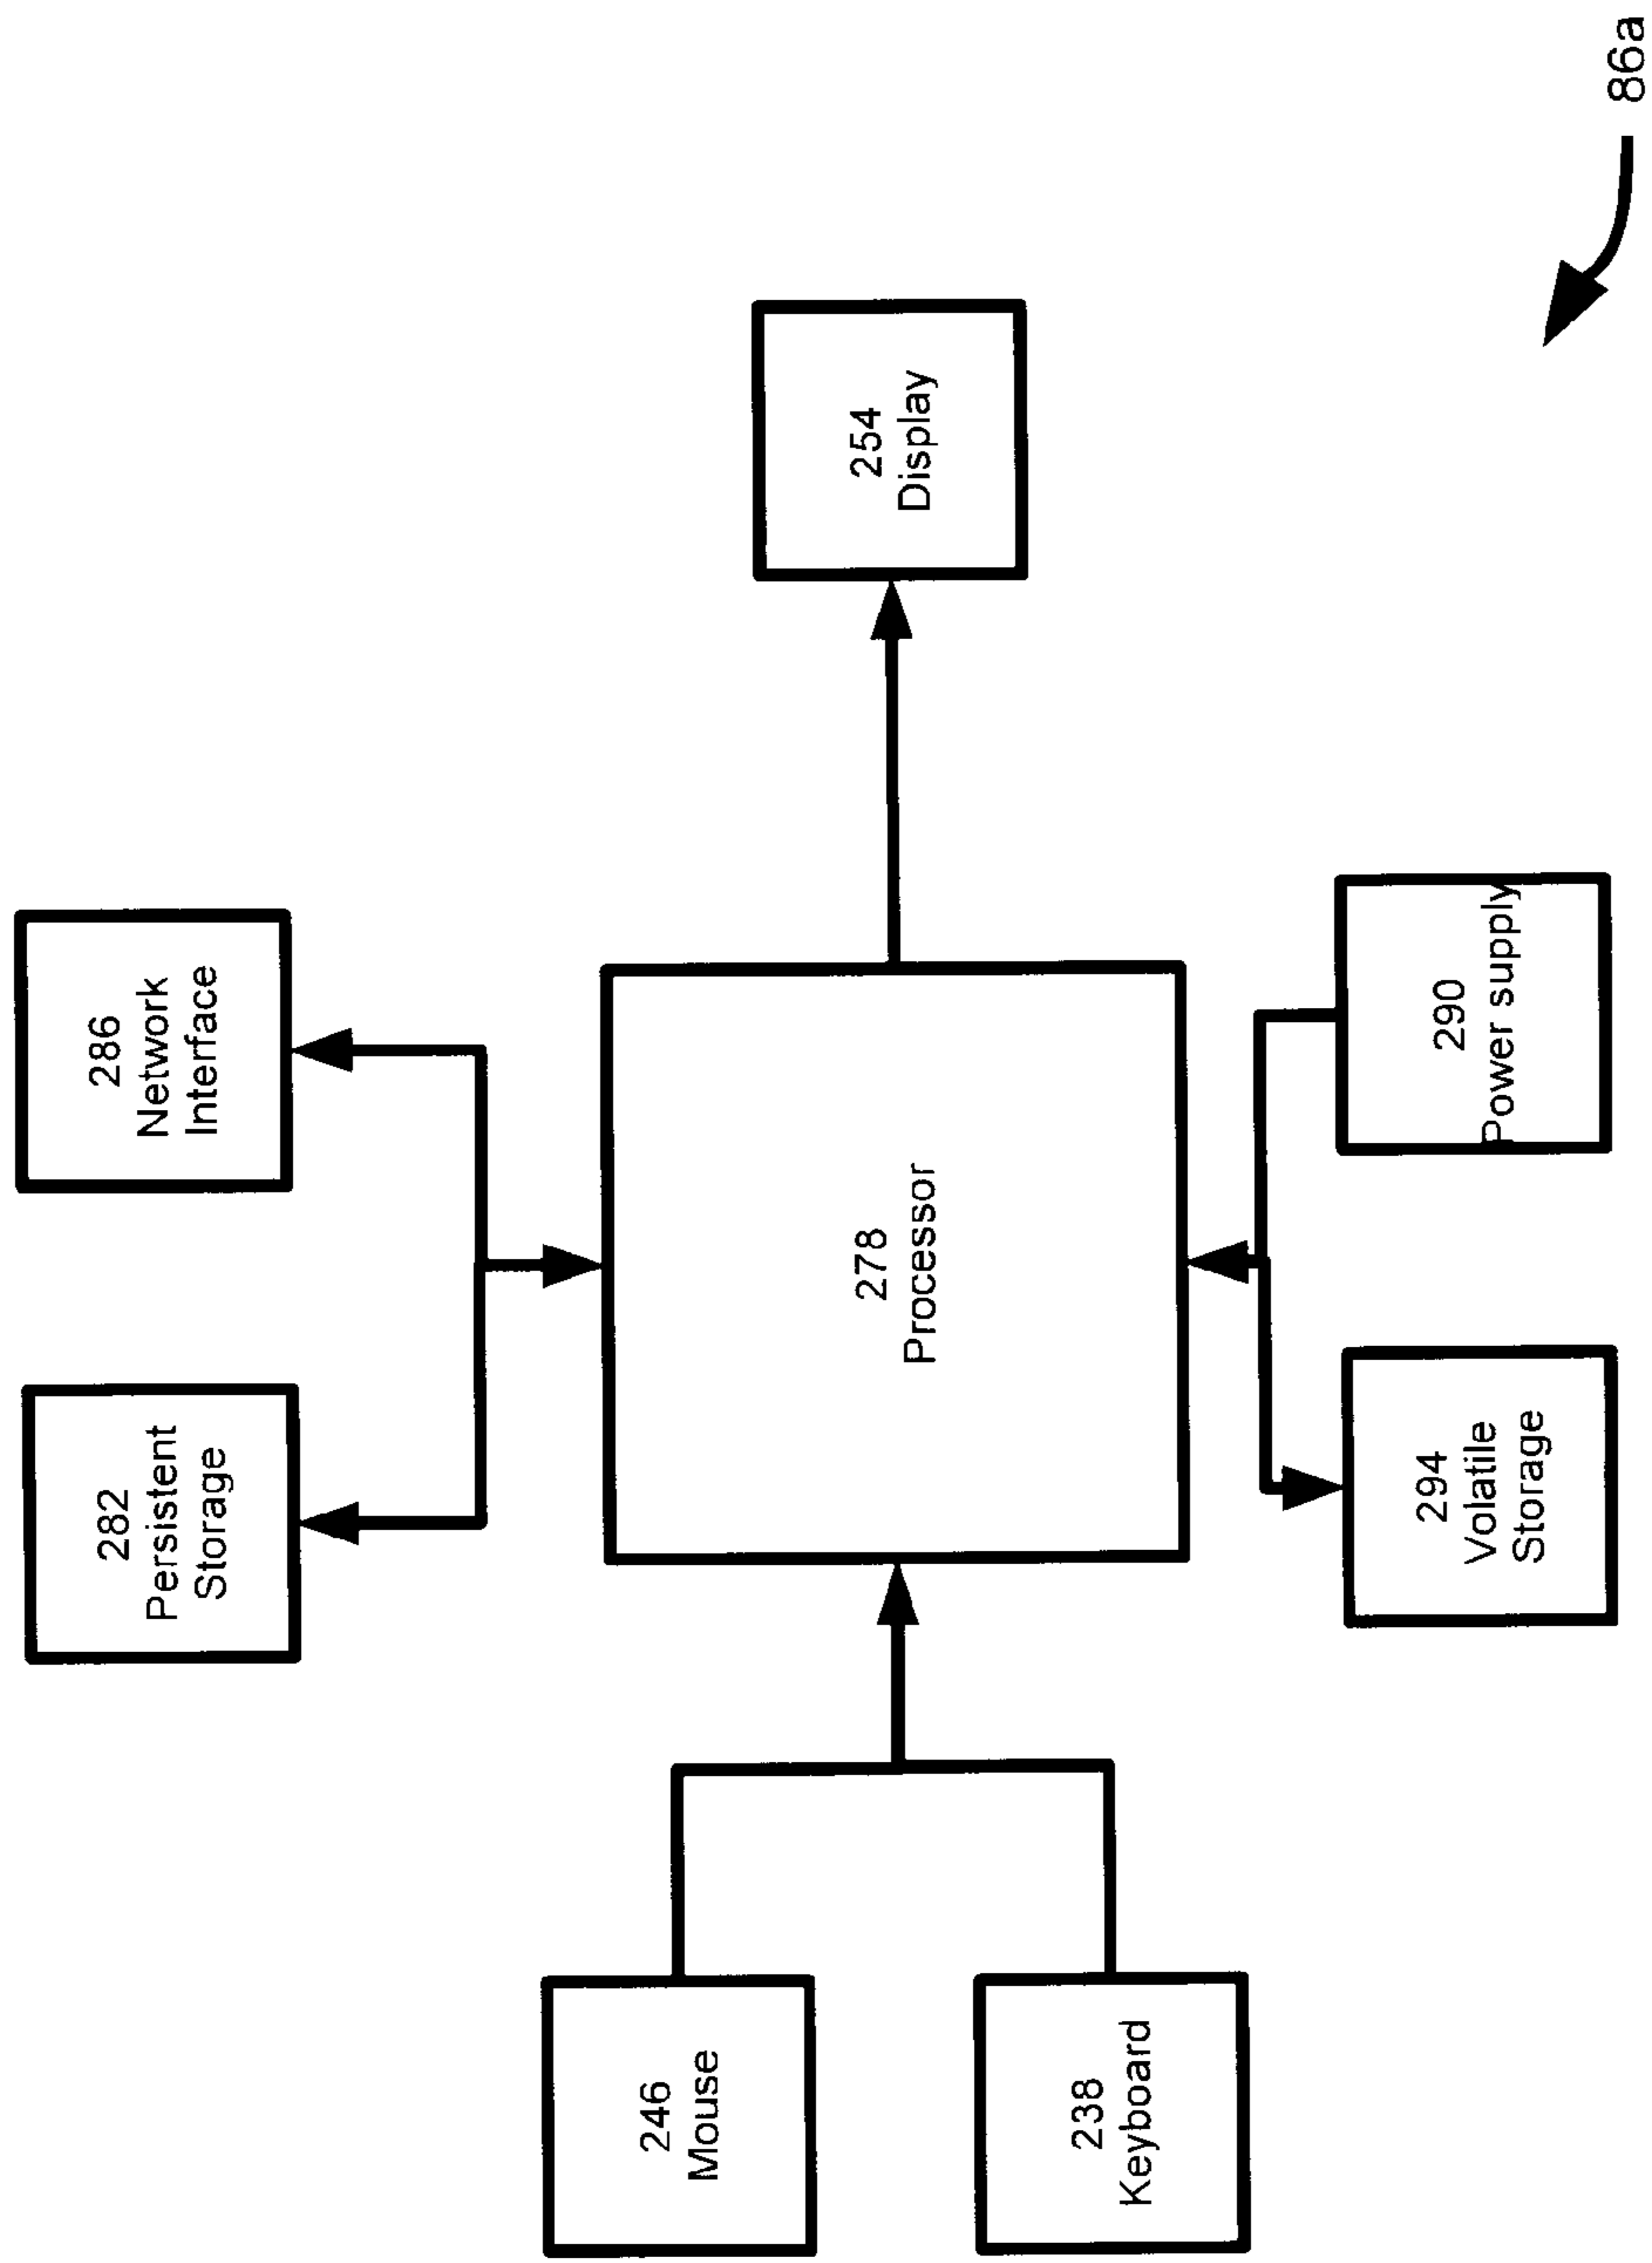 282
Persistent
Storage
286
Network
Interface
246
Mouse
278
Processor
254
Display
238
Keyboard
294
Volatile
Storage
290
Power supply
86a